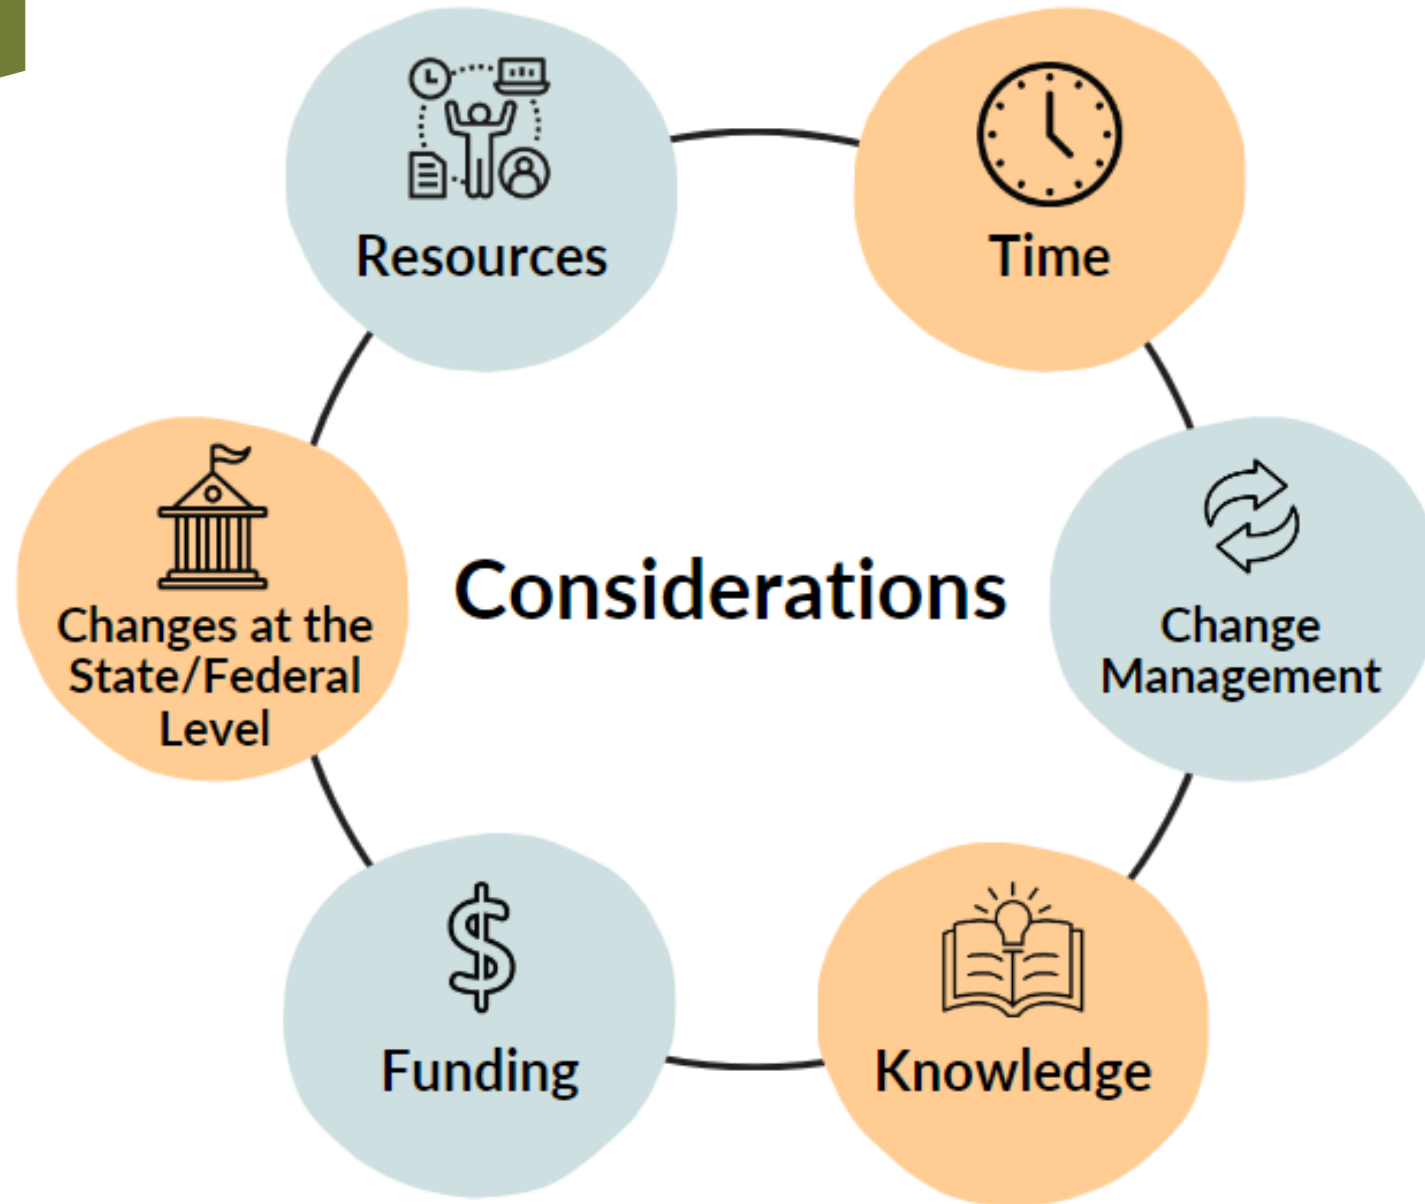 Resources
Time
Changes at the
State/Federal
Level
Considerations
Change
Management
Funding
Knowledge